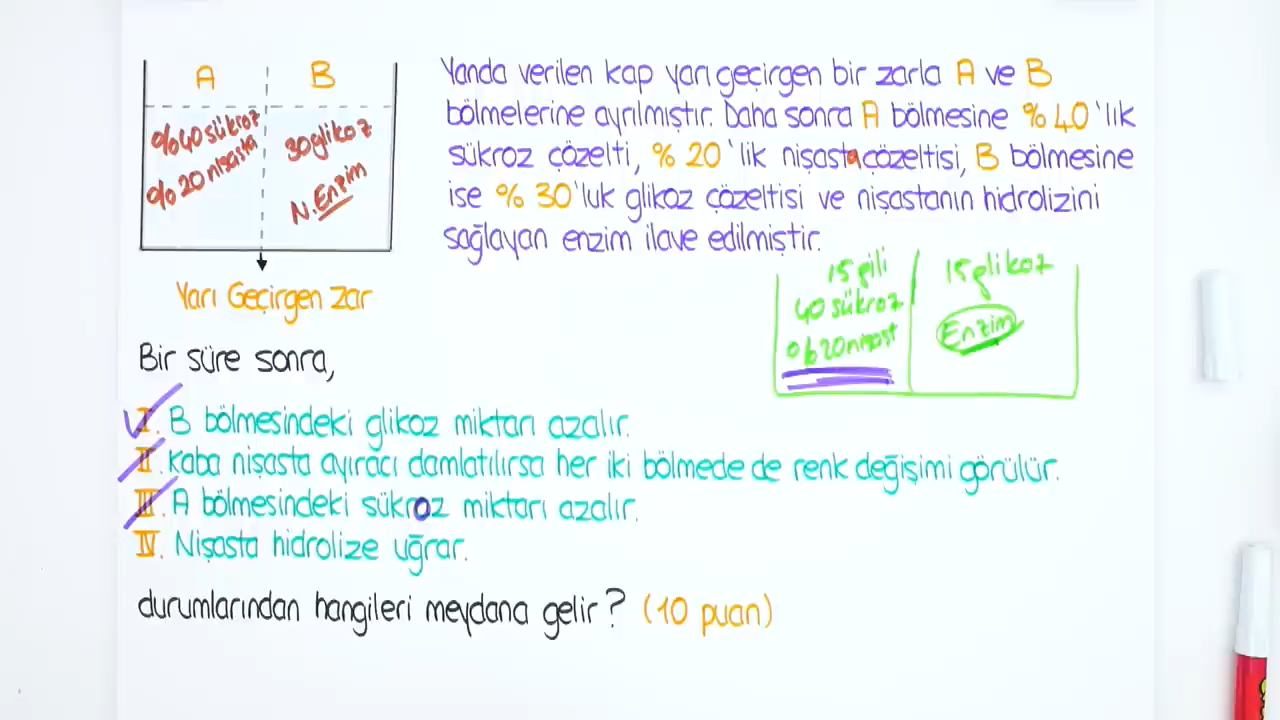 A B
%40 sükroz
%20 nişasta
30 glikoz
N. Enzim
Yarı Geçirgen Zar
Yanda verilen kap yarı geçirgen bir zarla A ve B
bölmelerine ayrılmıştır. Daha sonra A bölmesine %40'lık
sükroz çözelti, %20'lik nişasta çözeltisi, B bölmesine
ise %30'luk glikoz çözeltisi ve nişastanın hidrolizini
sağlayan enzim ilave edilmiştir.
15 gili
40 sükroz
%20 nişast
15 glikoz
Enzim
Bir süre sonra,
I. B bölmesindeki glikoz miktarı azalır.
II. Kaba nişasta ayıracı damlatılırsa her iki bölmede de renk değişimi görülür.
III. A bölmesindeki sükroz miktarı azalır.
IV. Nişasta hidrolize uğrar.
durumlarından hangileri meydana gelir? (10 puan)